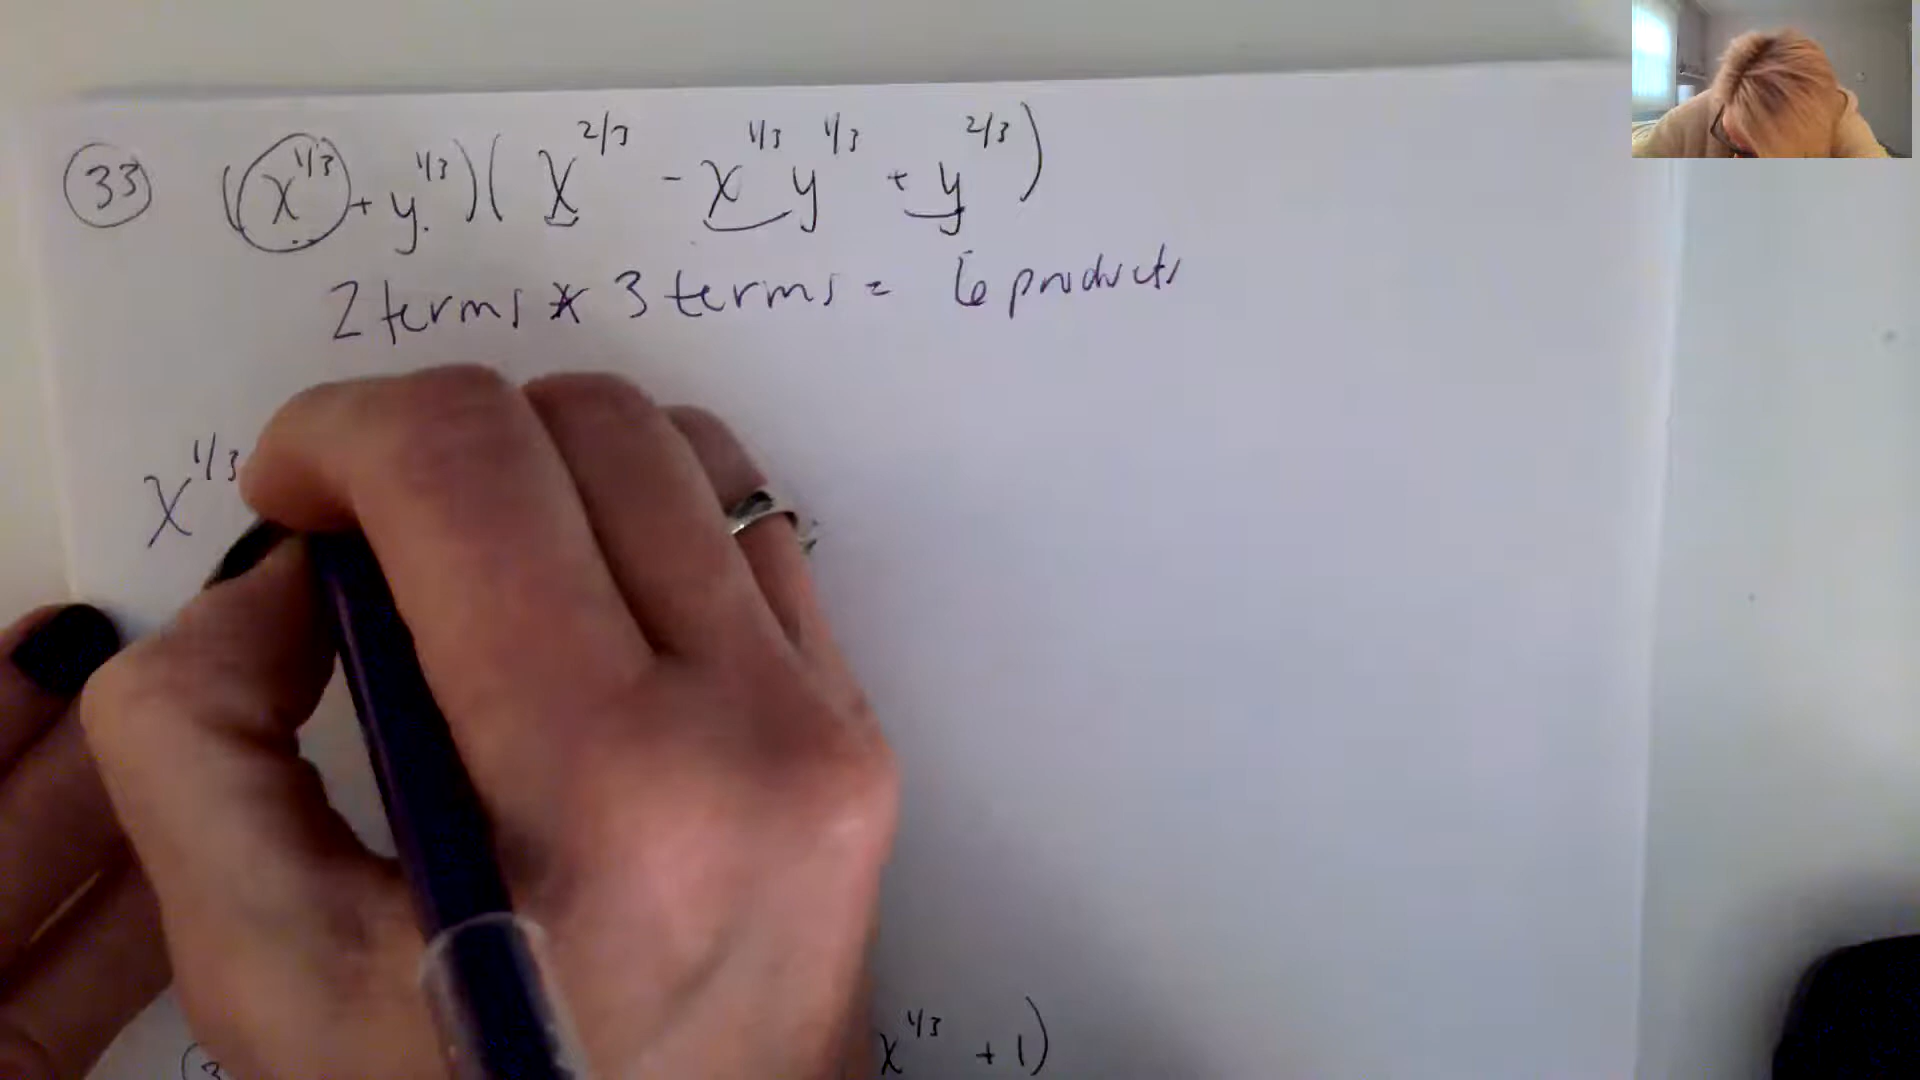 33 (x^1/3 + y^1/3)(x^2/3 - x^1/3 y^1/3 + y^2/3)
2 terms * 3 terms = 6 products
x^1/3
x^1/3 + 1)